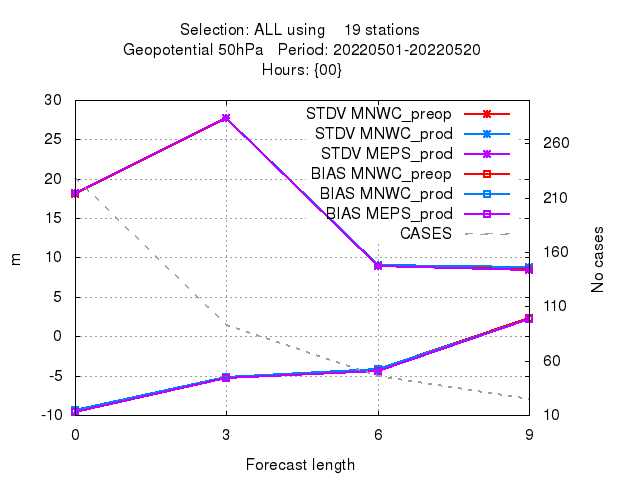 Selection: ALL using    19 stations
Geopotential 50hPa   Period: 20220501-20220520
Hours: {00}
30
25
20
15
10
5
0
-5
-10
m
STDV MNWC_preop
STDV MNWC_prod
STDV MEPS_prod
BIAS MNWC_preop
BIAS MNWC_prod
BIAS MEPS_prod
CASES
260
210
160
110
60
10
No cases
0 3 6 9
Forecast length